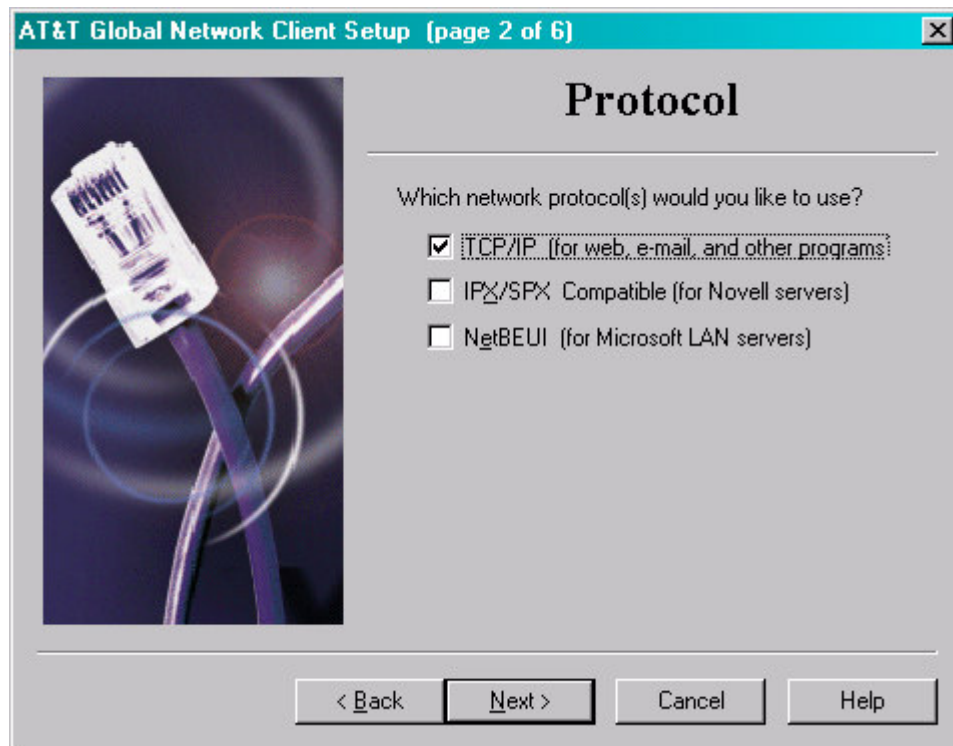 AT&T Global Network Client Setup (page 2 of 6)
Protocol
Which network protocol(s) would you like to use?
TCP/IP (for web, e-mail, and other programs
IPX/SPX Compatible (for Novell servers)
NetBEUI (for Microsoft LAN servers)
< Back
Next >
Cancel
Help